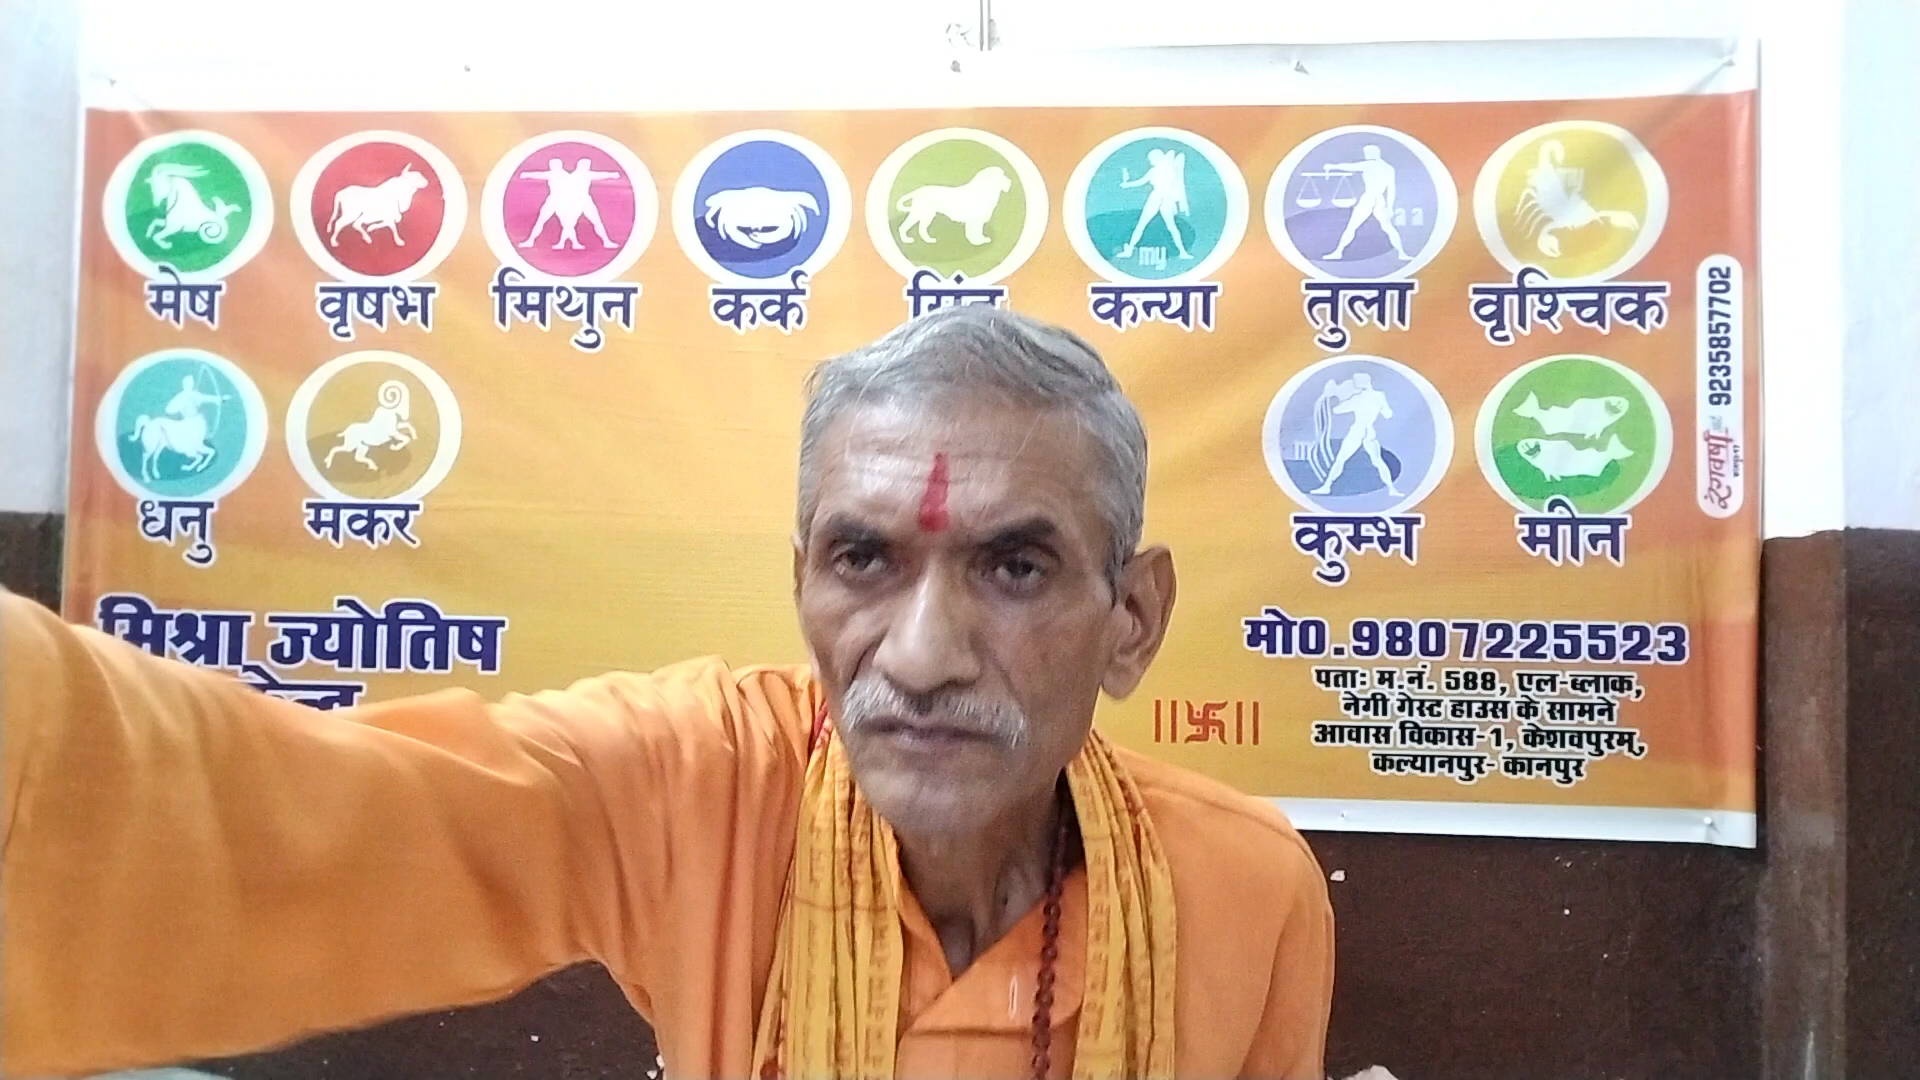 मेष वृषभ मिथुन कर्क सिंह कन्या तुला वृश्चिक
धनु मकर कुम्भ मीन
मिश्रा ज्योतिष
मो0.9807225523
पताः म.नं. 588, एल-ब्लाक,
नेगी गेस्ट हाउस के सामने
आवास विकास-1, केशवपुरम्,
कल्यानपुर- कानपुर
रंगवर्षा 9235857702